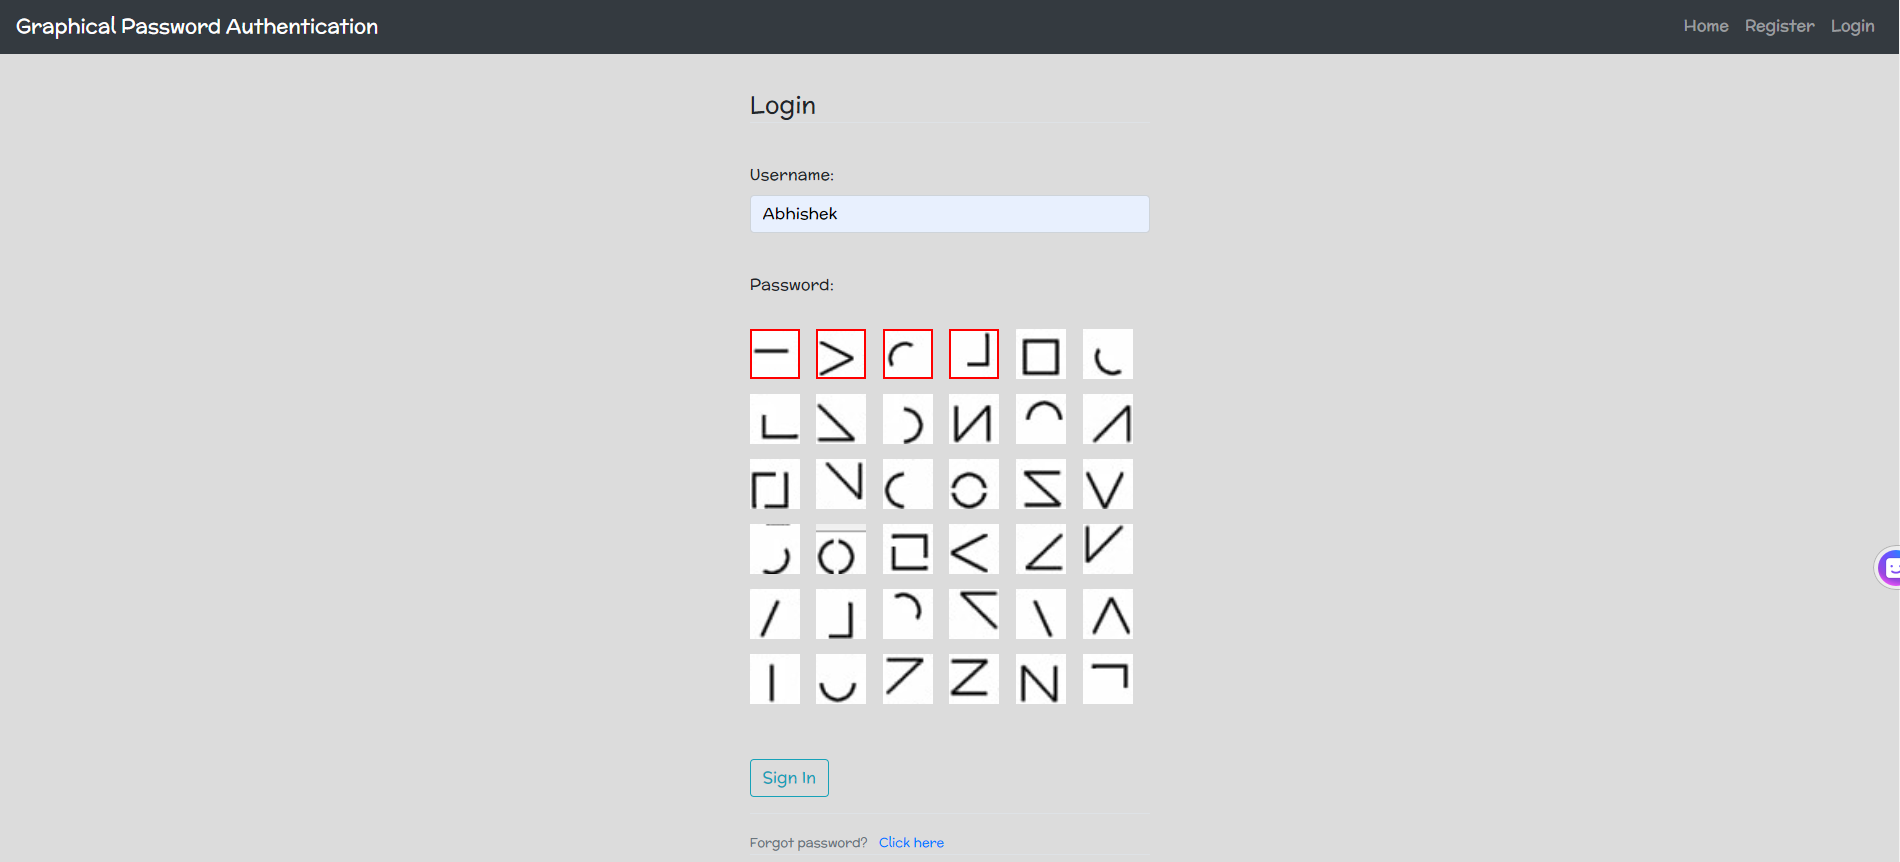 Graphical Password Authentication Home Register Login
Login
Username:
Abhishek
Password:
Sign In
Forgot password? Click here